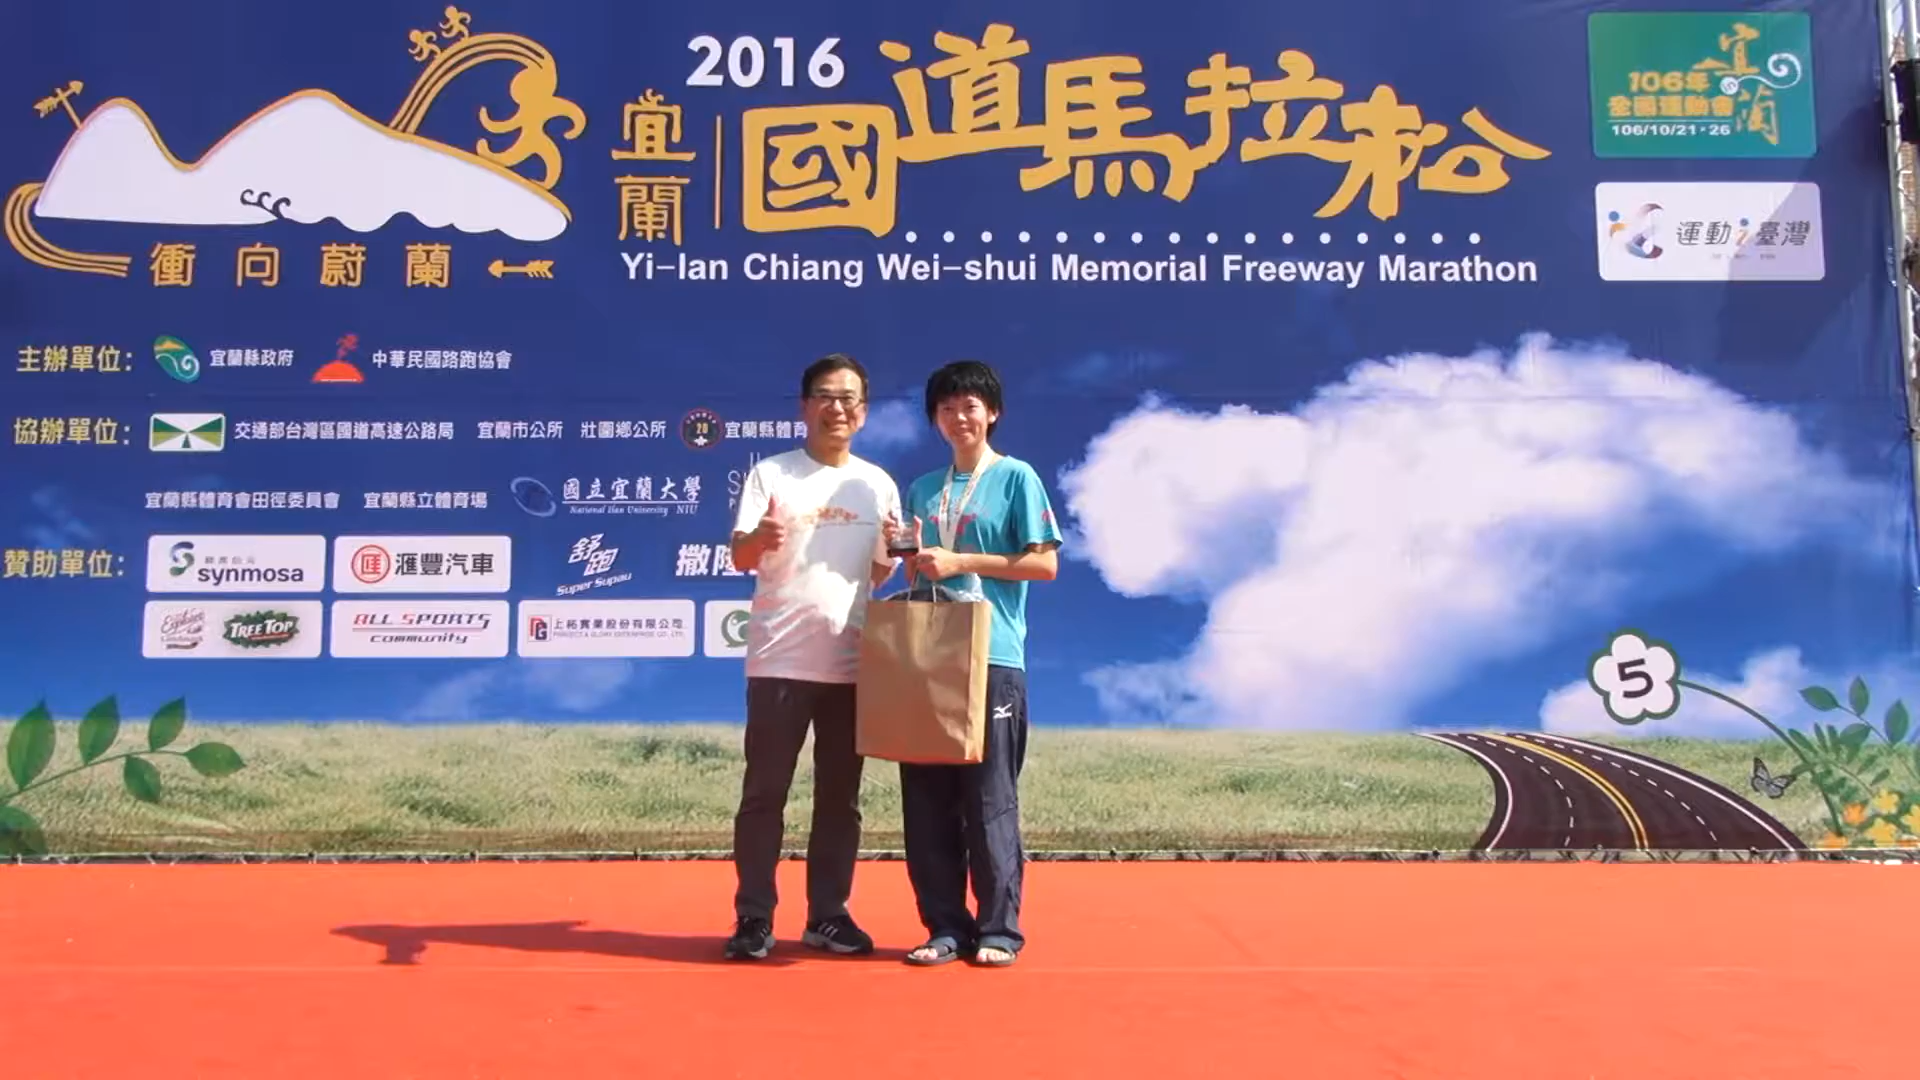 2016
宜蘭 國道馬拉松
Yi-lan Chiang Wei-shui Memorial Freeway Marathon
衝向蔚蘭
宜蘭
106年
全國運動會
106/10/21-26
運動i臺灣
主辦單位: 宜蘭縣政府 中華民國路跑協會
協辦單位: 交通部台灣區國道高速公路局 宜蘭市公所 壯圍鄉公所 20 宜蘭縣體育
宜蘭縣體育會田徑委員會 宜蘭縣立體育場 國立宜蘭大學
National Ilan University NIU
贊助單位: synmosa 匯 滙豐汽車 舒跑 撒隆
Super Supau
TREE TOP ALL SPORTS
community
上祐實業股份有限公司
5